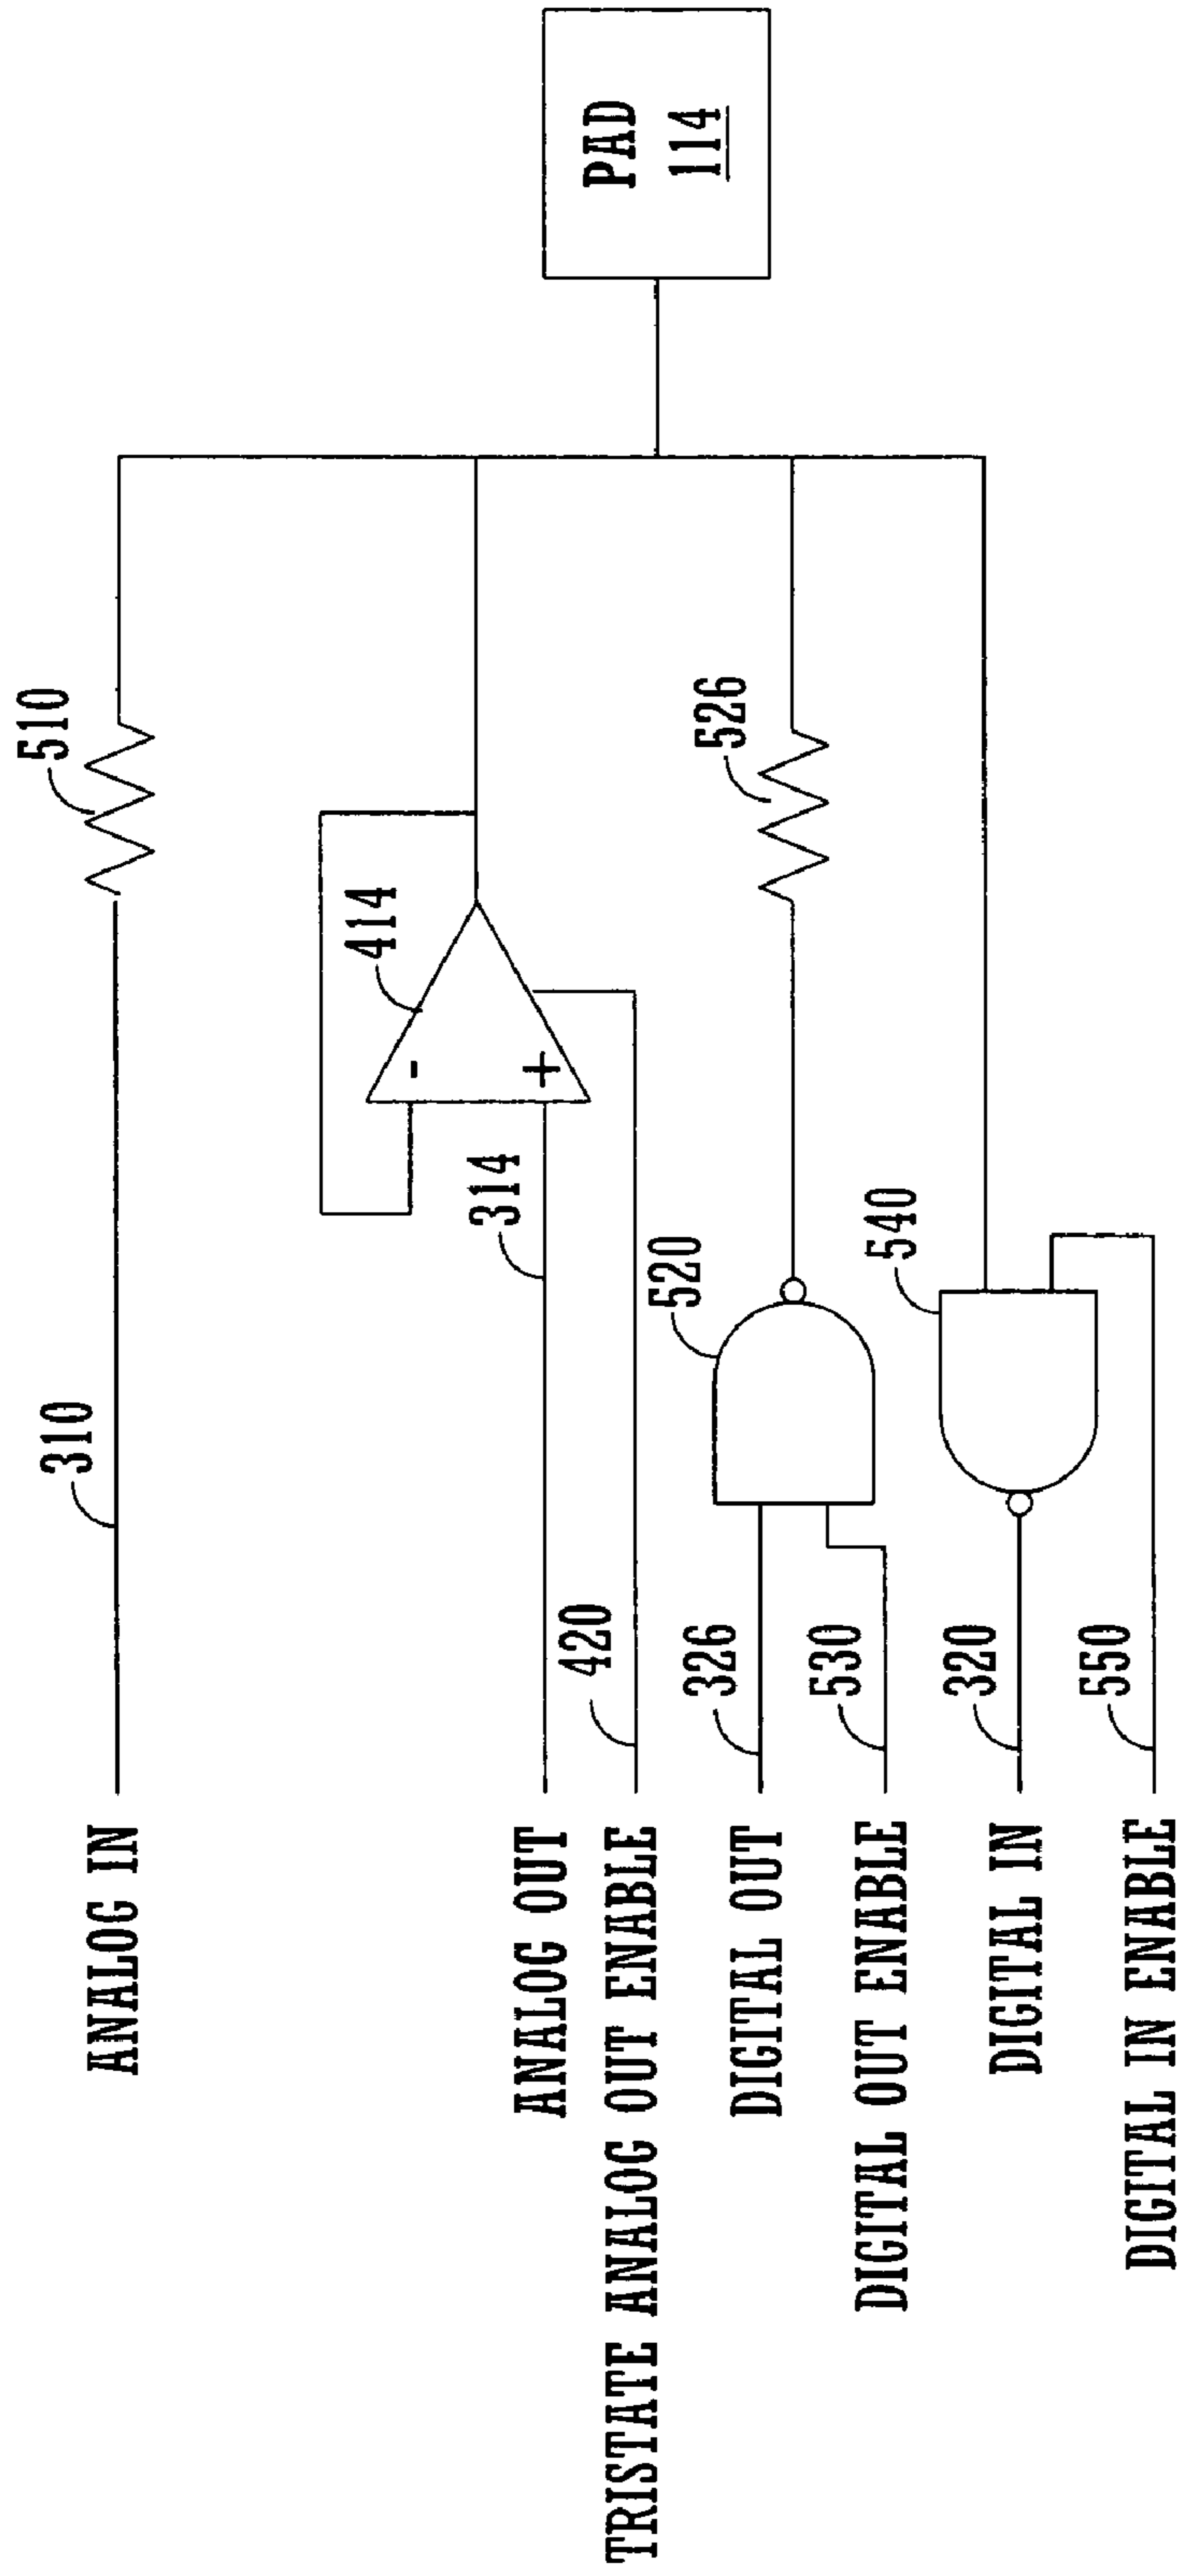 ANALOG IN
310
510
ANALOG OUT
314
414
-
+
TRISTATE ANALOG OUT ENABLE
420
DIGITAL OUT
326
520
526
DIGITAL OUT ENABLE
530
DIGITAL IN
320
540
DIGITAL IN ENABLE
550
PAD
114